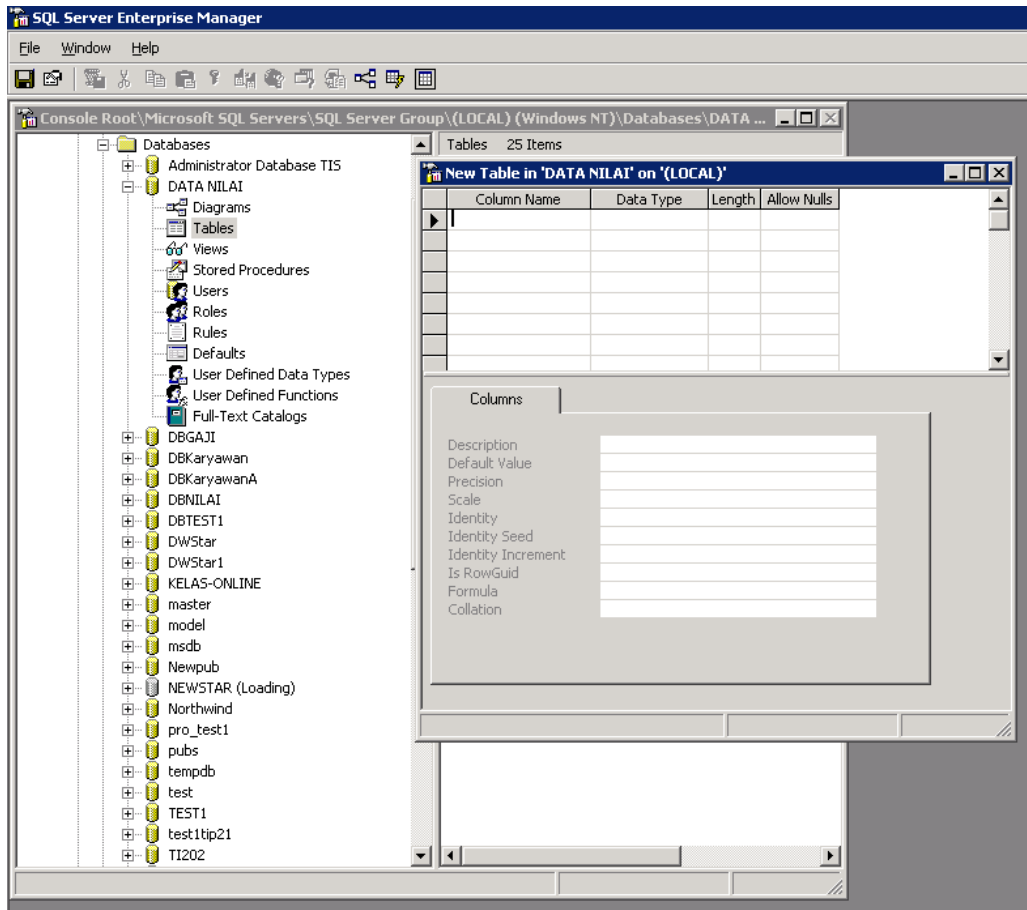 SQL Server Enterprise Manager
File Window Help
Console Root\Microsoft SQL Servers\SQL Server Group\(LOCAL) (Windows NT)\Databases\DATA ...
Databases
Administrator Database TIS
DATA NILAI
Diagrams
Tables
Views
Stored Procedures
Users
Roles
Rules
Defaults
User Defined Data Types
User Defined Functions
Full-Text Catalogs
DBGAJI
DBKaryawan
DBKaryawanA
DBNILAI
DBTEST1
DWStar
DWStar1
KELAS-ONLINE
master
model
msdb
Newpub
NEWSTAR (Loading)
Northwind
pro_test1
pubs
tempdb
test
TEST1
test1tip21
TI202
Tables 25 Items
New Table in 'DATA NILAI' on '(LOCAL)'
Column Name Data Type Length Allow Nulls
Columns
Description
Default Value
Precision
Scale
Identity
Identity Seed
Identity Increment
Is RowGuid
Formula
Collation